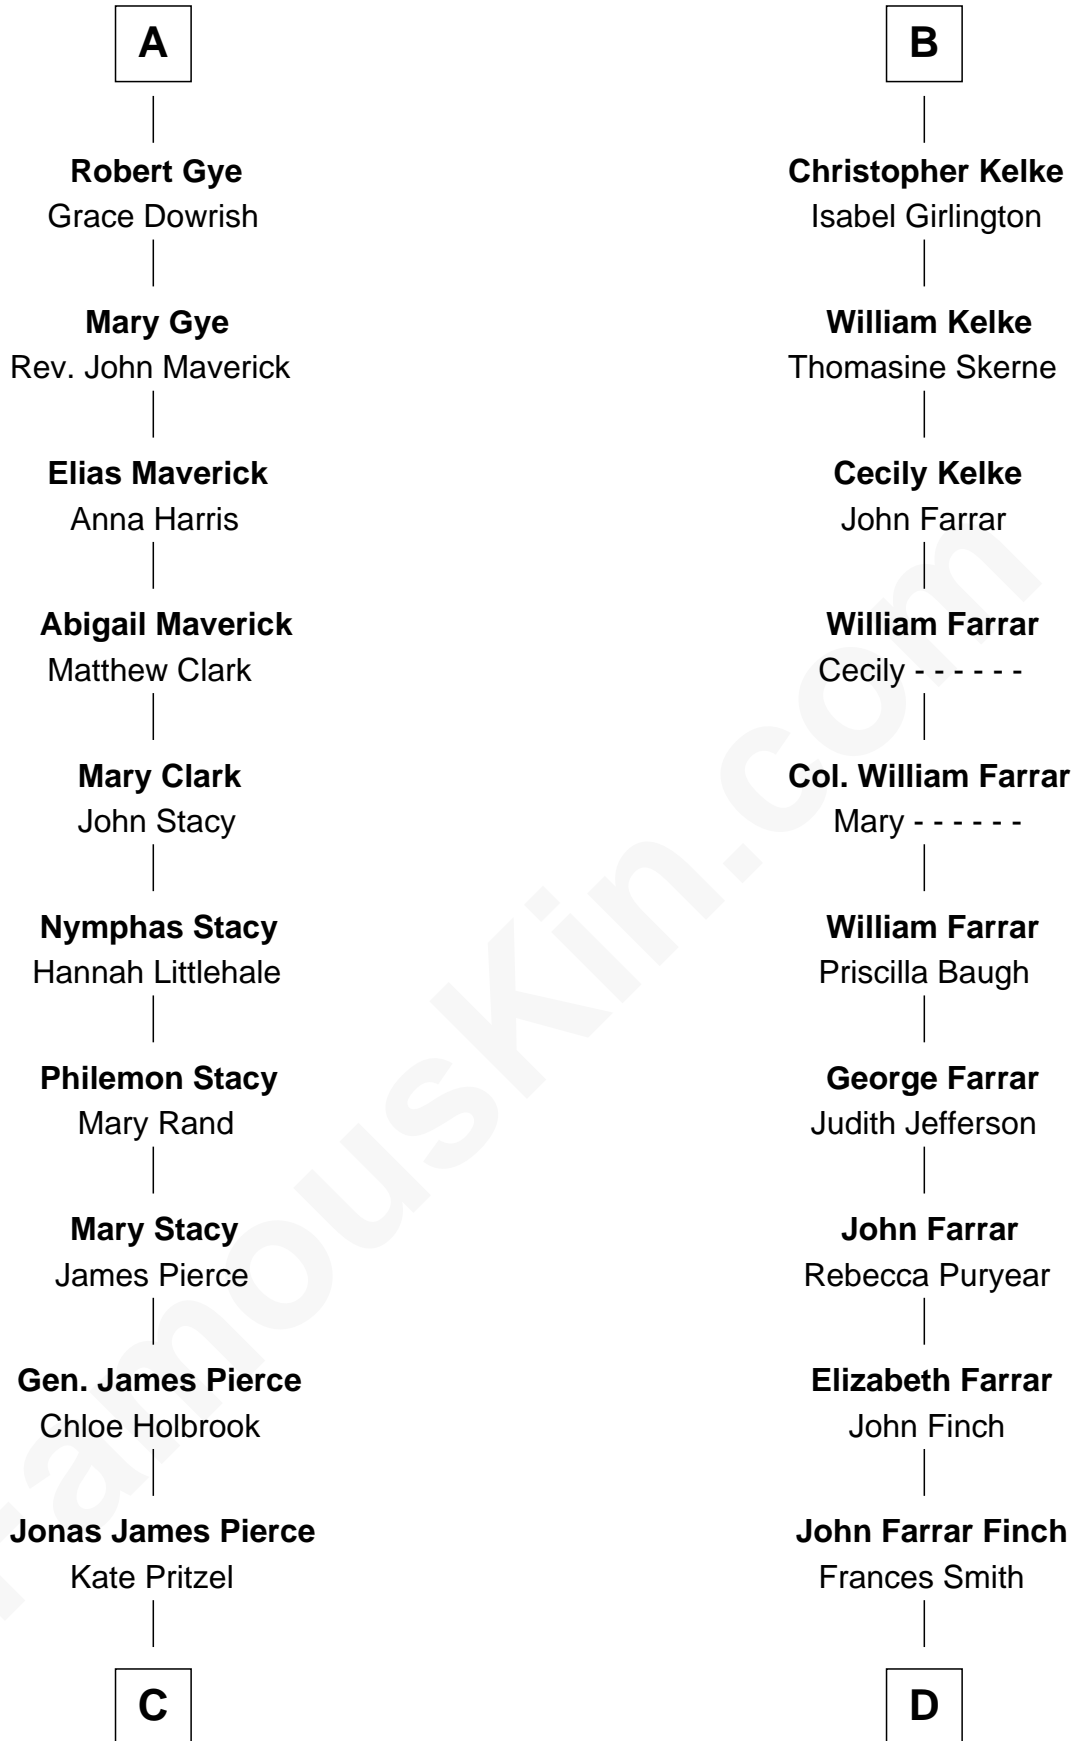 A
Robert Gye
Grace Dowrish
Mary Gye
Rev. John Maverick
Elias Maverick
Anna Harris
Abigail Maverick
Matthew Clark
Mary Clark
John Stacy
Nymphas Stacy
Hannah Littlehale
Philemon Stacy
Mary Rand
Mary Stacy
James Pierce
Gen. James Pierce
Chloe Holbrook
Jonas James Pierce
Kate Pritzel
C
B
Christopher Kelke
Isabel Girlington
William Kelke
Thomasine Skerne
Cecily Kelke
John Farrar
William Farrar
Cecily - - - - - -
Col. William Farrar
Mary - - - - - -
William Farrar
Priscilla Baugh
George Farrar
Judith Jefferson
John Farrar
Rebecca Puryear
Elizabeth Farrar
John Finch
John Farrar Finch
Frances Smith
D
FamousKin.com